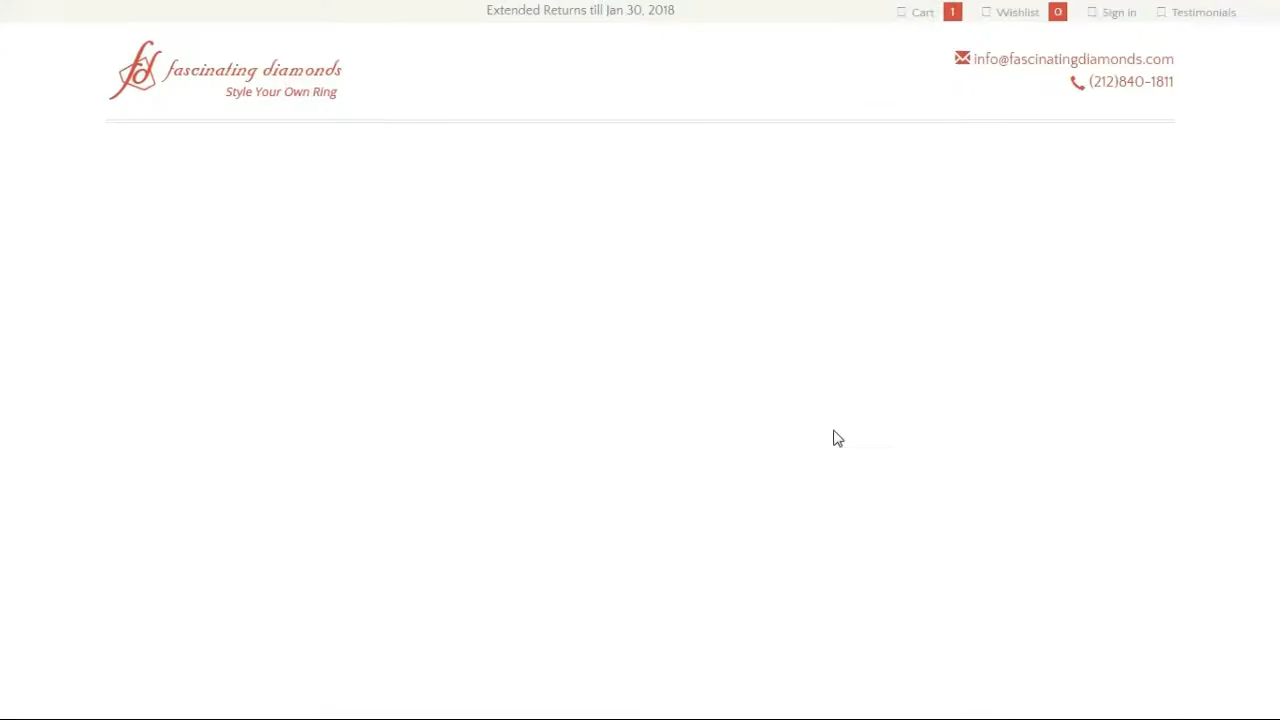 Extended Returns till Jan 30, 2018
Cart 1 Wishlist 0 Sign in Testimonials
fascinating diamonds
Style Your Own Ring
info@fascinatingdiamonds.com
(212)840-1811